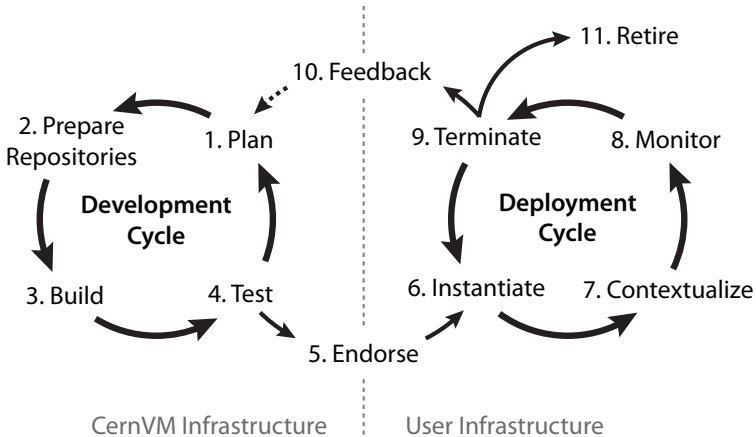 11. Retire
10. Feedback
2. Prepare
Repositories
1. Plan
9. Terminate
8. Monitor
Development
Cycle
Deployment
Cycle
3. Build
4. Test
6. Instantiate
7. Contextualize
5. Endorse
CernVM Infrastructure
User Infrastructure